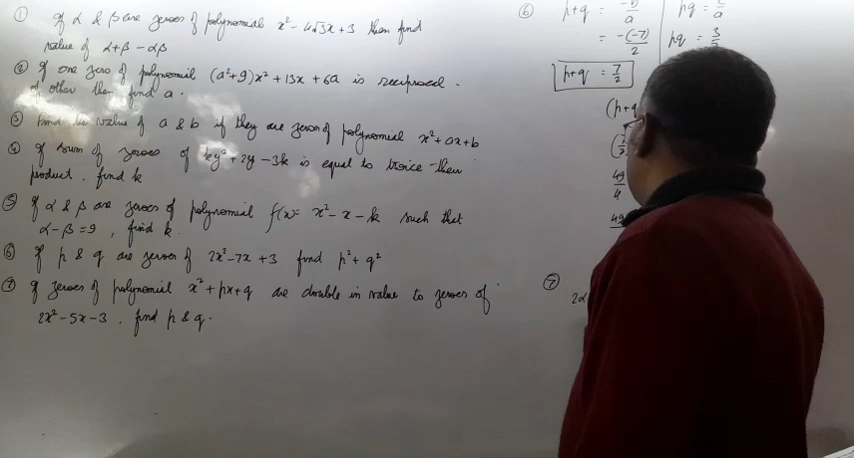 ① If α & β are zeroes of polynomial x² - 4√3x + 3 then find
value of α + β - αβ
② If one zero of polynomial (a²+9)x² + 13x + 6a is reciprocal
of other then find a.
③ Find the value of a & b if they are zeroes of polynomial x² + ax + b
④ If sum of zeroes of ky² + 2y - 3k is equal to twice their
product. find k
⑤ If α & β are zeroes of polynomial f(x) = x² - x - k such that
α - β = 9, find k
⑥ If p & q are zeroes of 2x² - 7x + 3 find p² + q²
⑦ If zeroes of polynomial x² + px + q are double in value to zeroes of
2x² - 5x - 3. find p & q.
⑥ p+q = -b/a pq = c/a
= -(-7)/2 pq = 3/2
p+q = 7/2
(p+q
49/4
49
⑦
2α